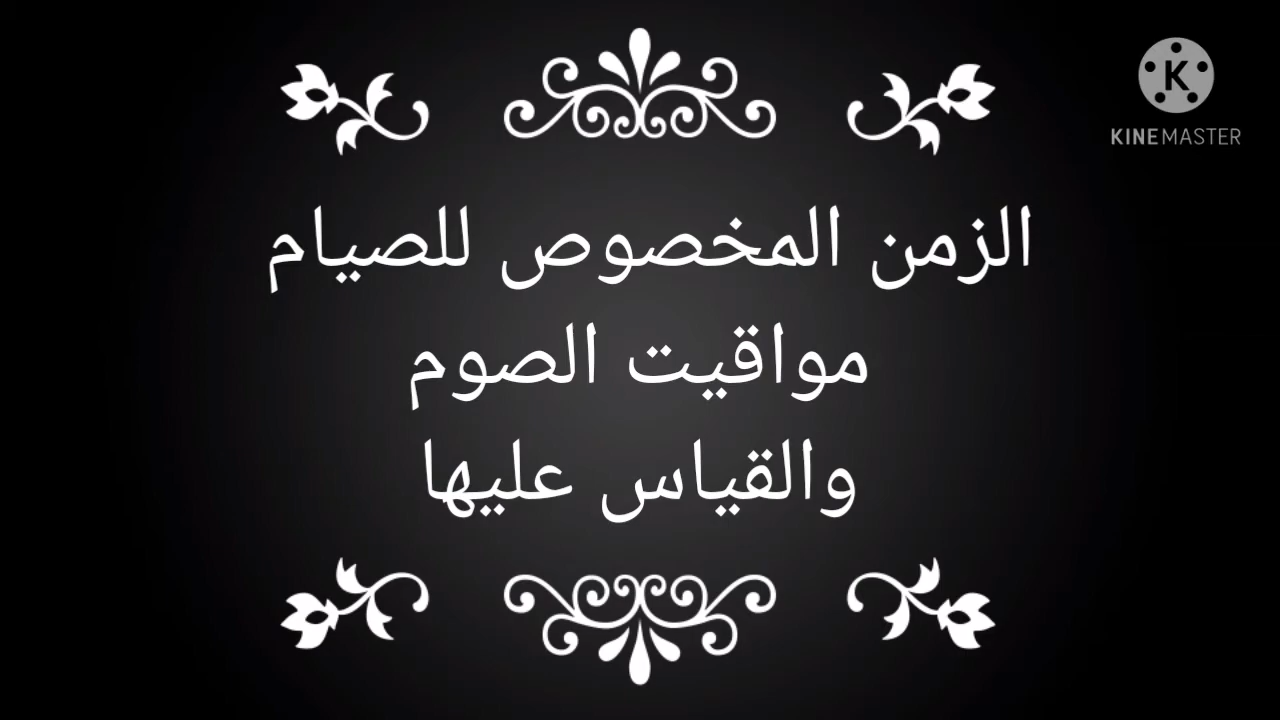 KINEMASTER
الزمن المخصوص للصيام
مواقيت الصوم
والقياس عليها